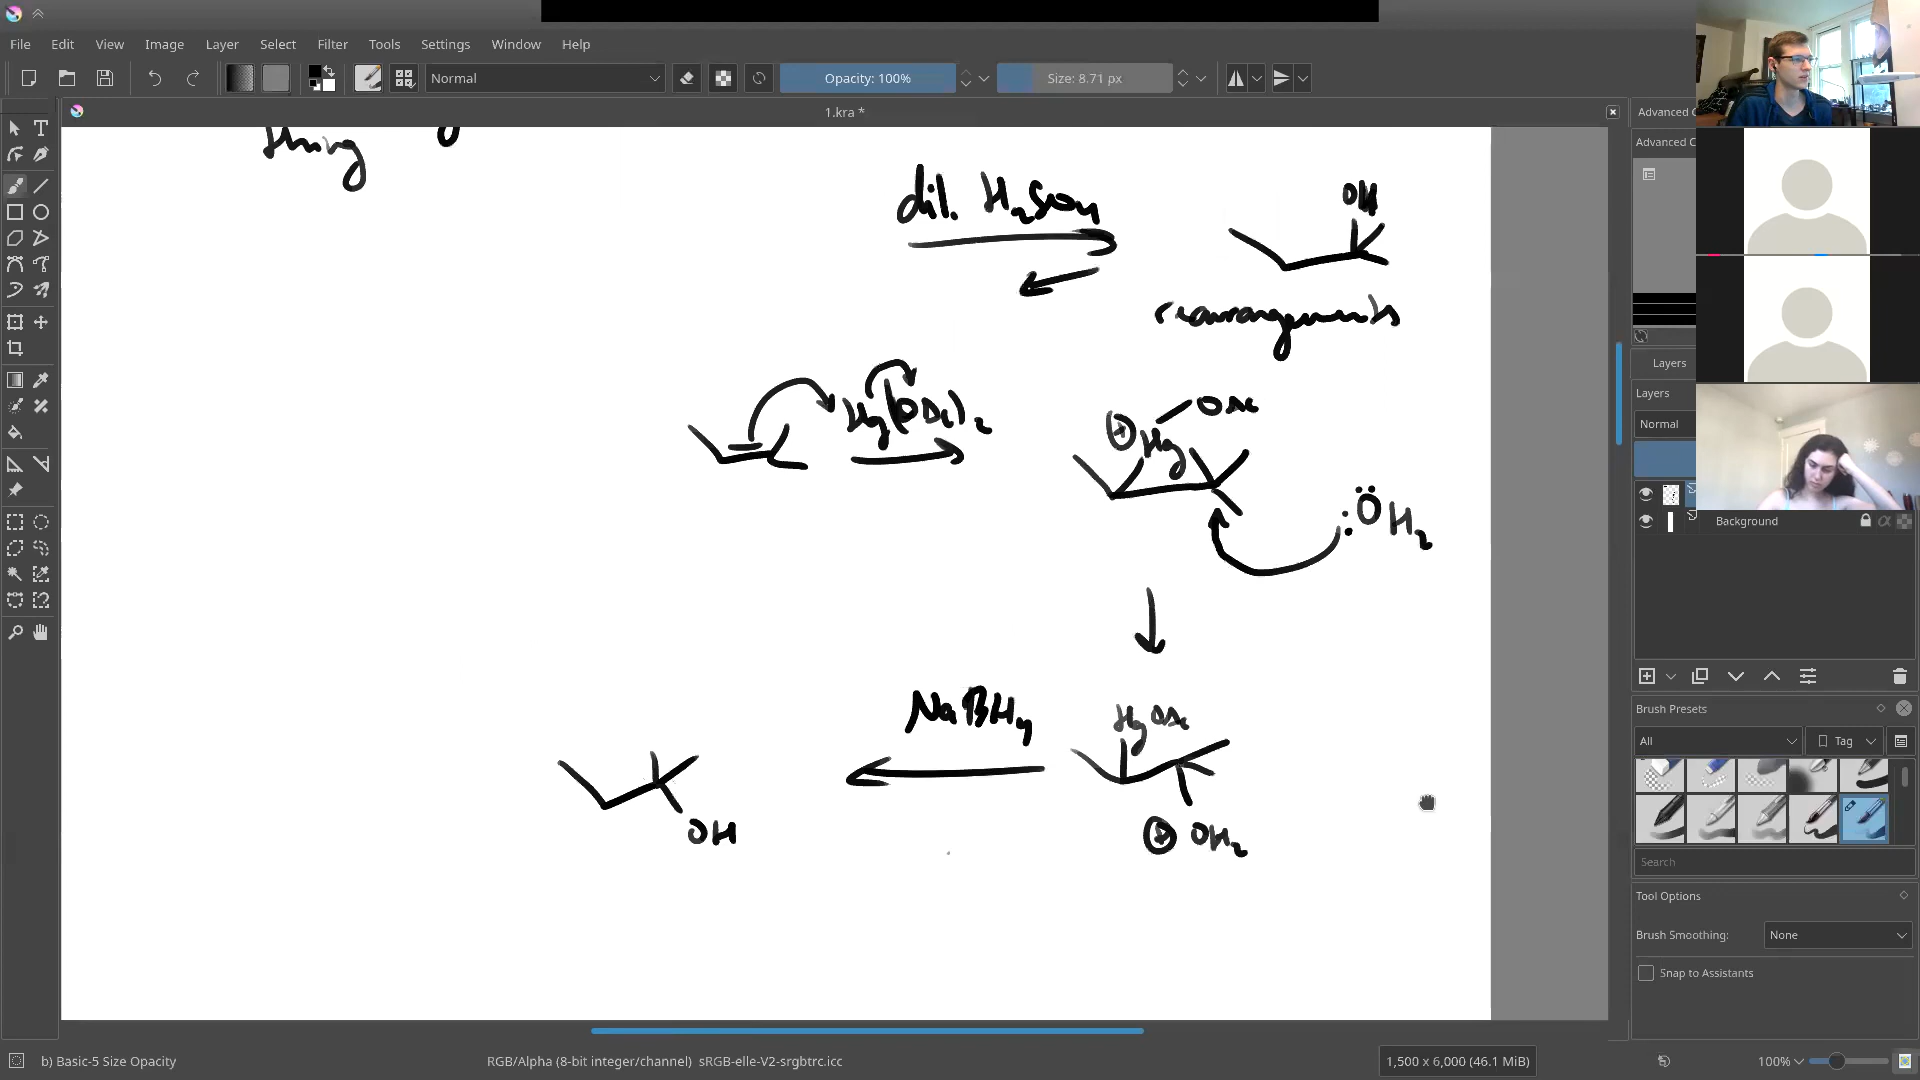 File Edit View Image Layer Select Filter Tools Settings Window Help
Normal
Opacity: 100%
Size: 8.71 px
1.kra *
thing
dil. H2SO4
OH
rearrangements
Hg(OAc)2
⊕Hg OAc
:ÖH2
NaBH4
HgOAc
OH
⊕ OH2
Advanced C
Advanced C
Layers
Layers
Normal
Background
Brush Presets
All
Tag
Search
Tool Options
Brush Smoothing: None
Snap to Assistants
b) Basic-5 Size Opacity
RGB/Alpha (8-bit integer/channel) sRGB-elle-V2-srgbtrc.icc
1,500 x 6,000 (46.1 MiB)
100%